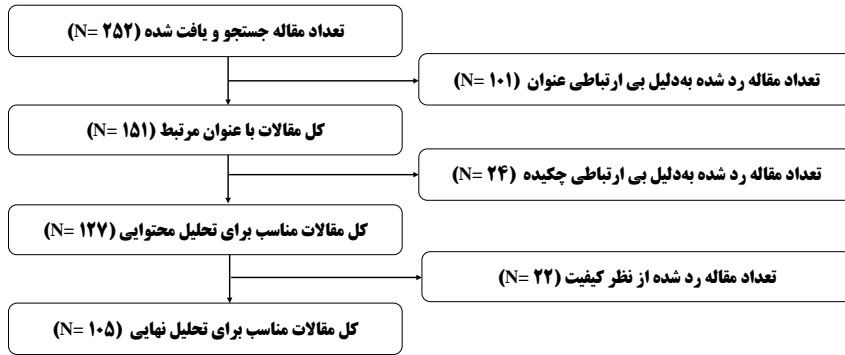 تعداد مقاله جستجو و یافت شده (N= ۲۵۲)
تعداد مقاله رد شده به‌دلیل بی ارتباطی عنوان (N= ۱۰۱)
کل مقالات با عنوان مرتبط (N= ۱۵۱)
تعداد مقاله رد شده به‌دلیل بی ارتباطی چکیده (N= ۲۴)
کل مقالات مناسب برای تحلیل محتوایی (N= ۱۲۷)
تعداد مقاله رد شده از نظر کیفیت (N= ۲۲)
کل مقالات مناسب برای تحلیل نهایی (N= ۱۰۵)